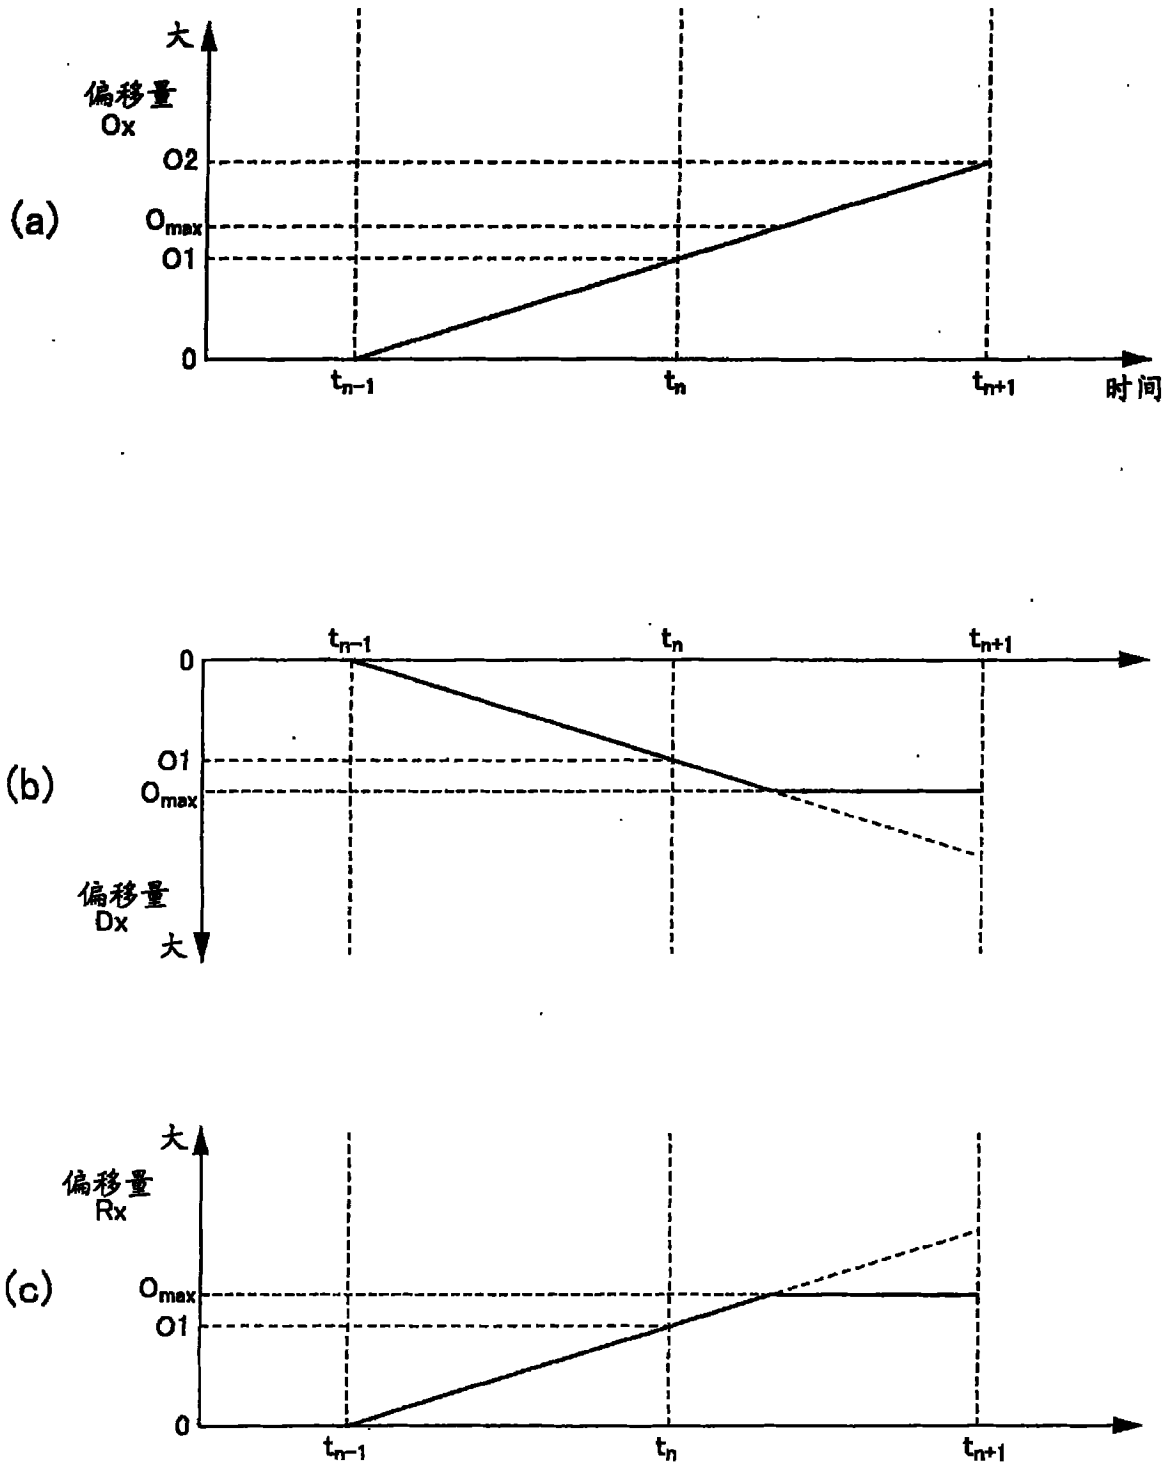 大
偏移量
Ox
O2
(a)
Omax
O1
0
tn-1
tn
tn+1
时间
tn-1
tn
tn+1
0
O1
(b)
Omax
偏移量
Dx
大
大
偏移量
Rx
(c)
Omax
O1
0
tn-1
tn
tn+1